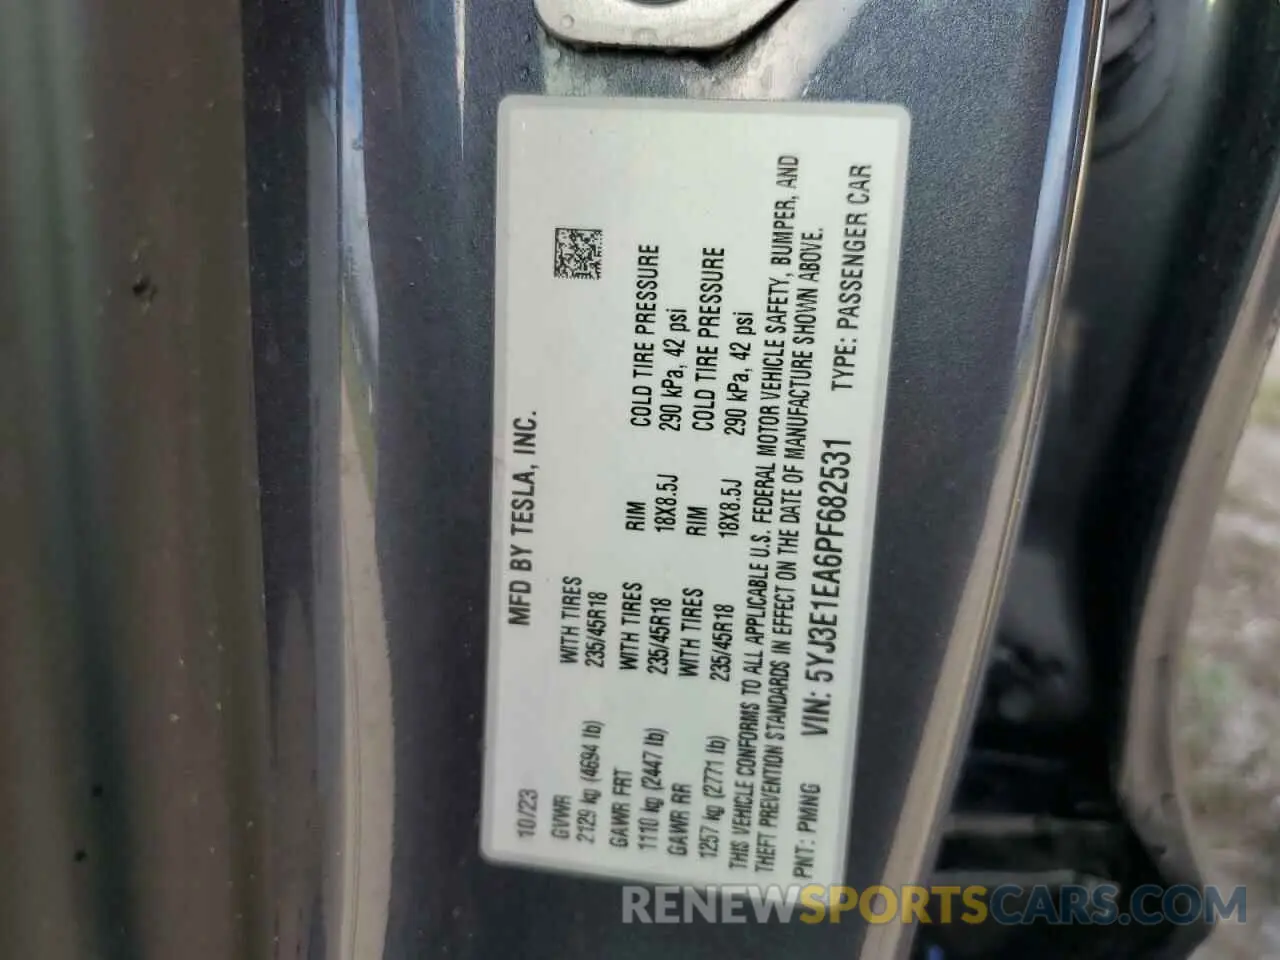 MFD BY TESLA, INC.
10/23
GVWR WITH TIRES
2129 kg (4694 lb) 235/45R18
GAWR FRT WITH TIRES RIM COLD TIRE PRESSURE
1110 kg (2447 lb) 235/45R18 18X8.5J 290 kPa, 42 psi
GAWR RR WITH TIRES RIM COLD TIRE PRESSURE
1257 kg (2771 lb) 235/45R18 18X8.5J 290 kPa, 42 psi
THIS VEHICLE CONFORMS TO ALL APPLICABLE U.S. FEDERAL MOTOR VEHICLE SAFETY, BUMPER, AND
THEFT PREVENTION STANDARDS IN EFFECT ON THE DATE OF MANUFACTURE SHOWN ABOVE.
PNT: PMNG VIN: 5YJ3E1EA6PF682531 TYPE: PASSENGER CAR
RENEWSPORTSCARS.COM